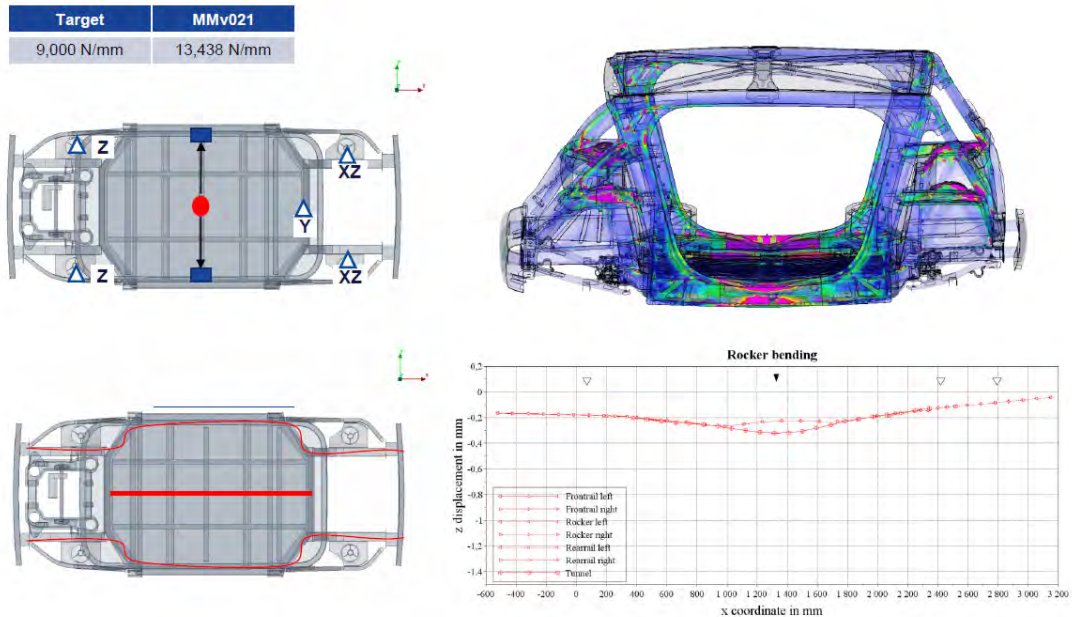 Target MMv021
9,000 N/mm 13,438 N/mm
Z XZ
Y
Z XZ
Rocker bending
z displacement in mm
0,2
0
-0,2
-0,4
-0,6
-0,8
-1
-1,2
-1,4
Frontrail left
Frontrail right
Rocker left
Rocker right
Rearrail left
Rearrail right
Tunnel
-600 -400 -200 0 200 400 600 800 1 000 1 200 1 400 1 600 1 800 2 000 2 200 2 400 2 600 2 800 3 000 3 200
x coordinate in mm